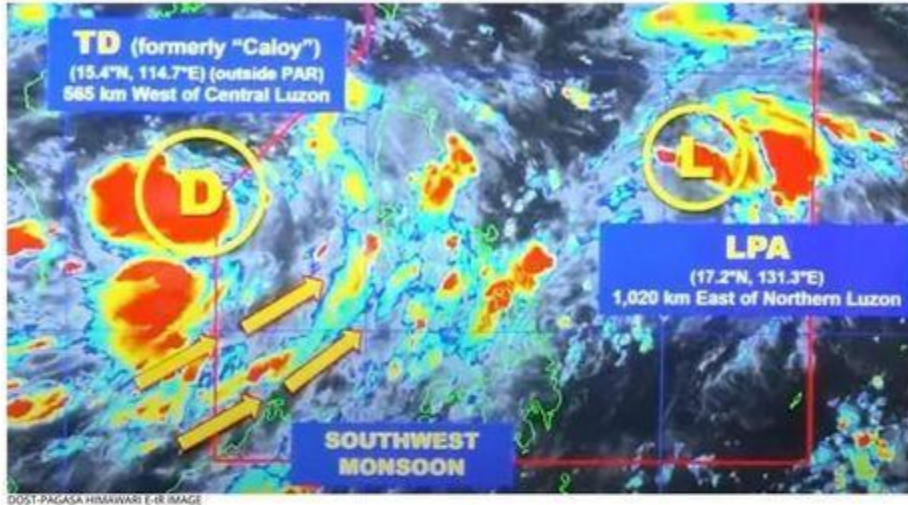 TD (formerly "Caloy")
(15.4°N, 114.7°E) (outside PAR)
565 km West of Central Luzon
D
L
LPA
(17.2°N, 131.3°E)
1,020 km East of Northern Luzon
SOUTHWEST
MONSOON
DOST-PAGASA HIMAWARI E-IR IMAGE